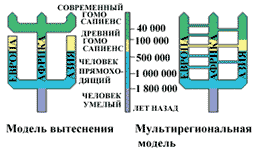 СОВРЕМЕННЫЙ
ГОМО
САПИЕНС
ДРЕВНИЙ
ГОМО
САПИЕНС
ЧЕЛОВЕК
ПРЯМОХО-
ДЯЩИЙ
ЧЕЛОВЕК
УМЕЛЫЙ
ЕВРОПА
АФРИКА
АЗИЯ
40 000
100 000
500 000
1 000 000
1 800 000
ЛЕТ НАЗАД
ЕВРОПА
АФРИКА
АЗИЯ
Модель вытеснения
Мультирегиональная
модель